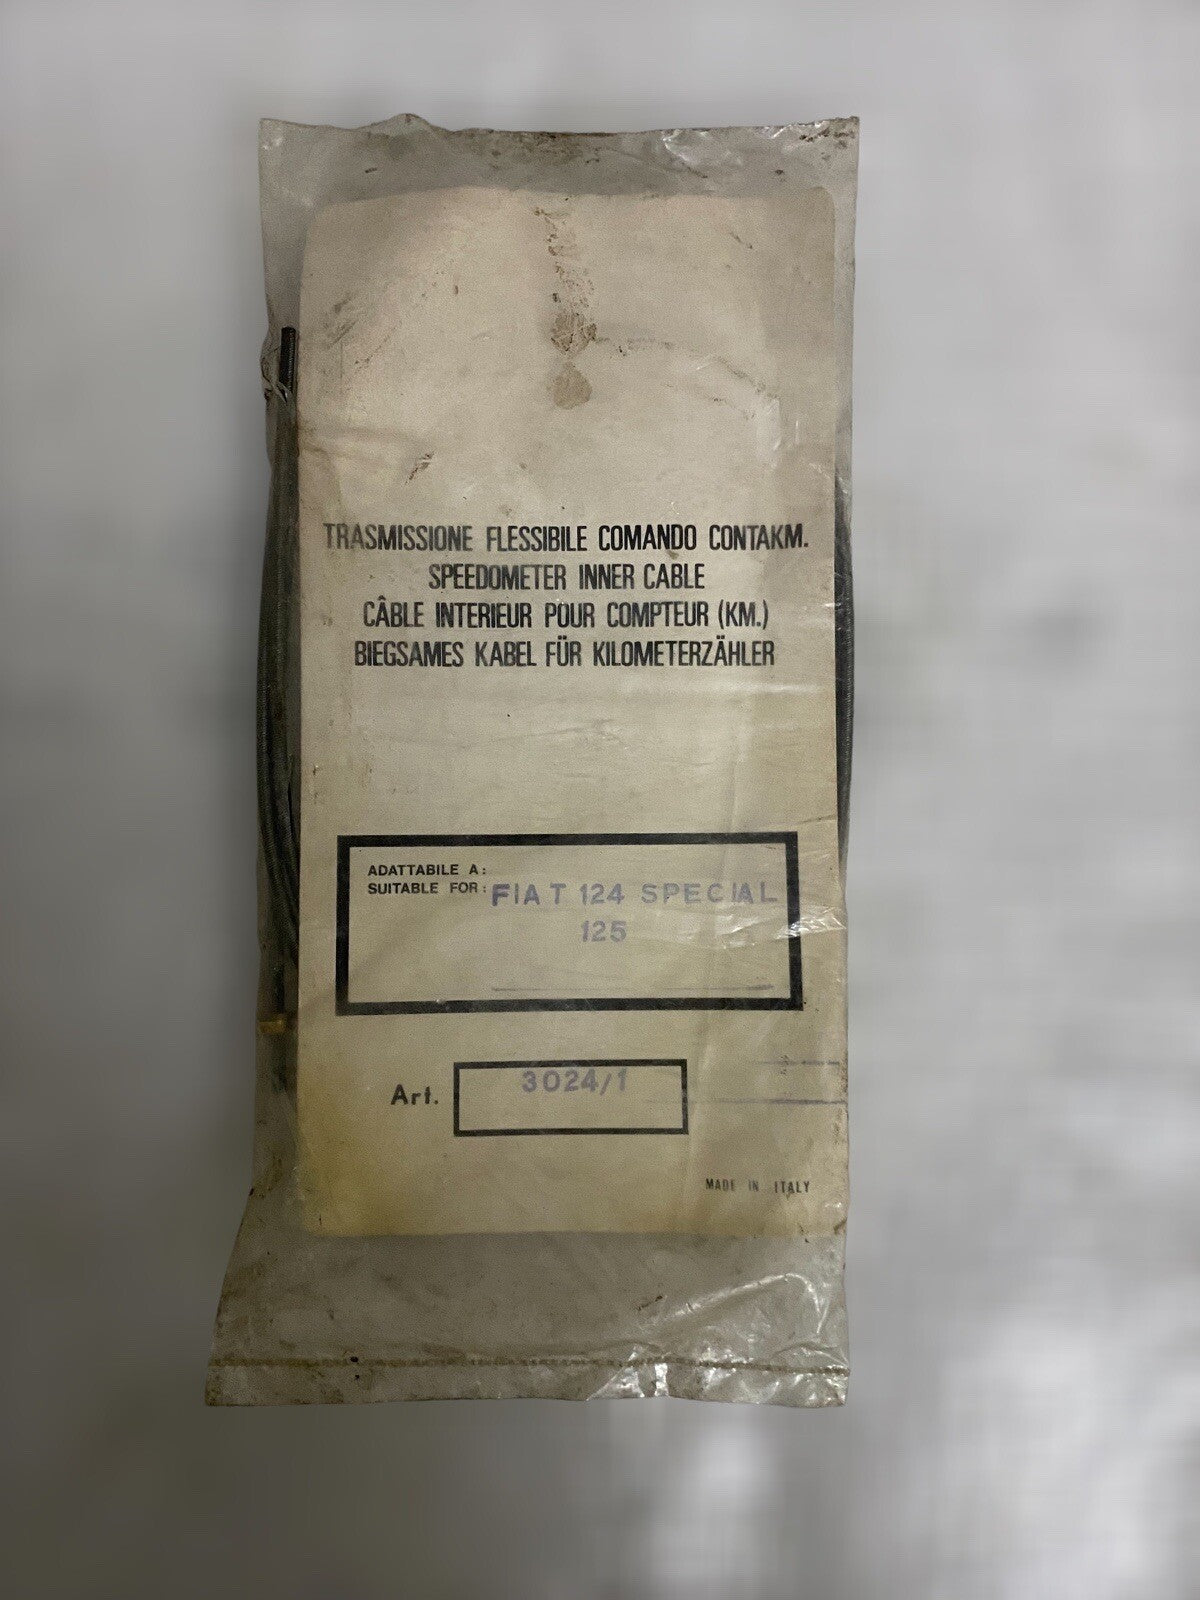 TRASMISSIONE FLESSIBILE COMANDO CONTAKM.
SPEEDOMETER INNER CABLE
CÂBLE INTERIEUR POUR COMPTEUR (KM.)
BIEGSAMES KABEL FÜR KILOMETERZÄHLER
ADATTABILE A:
SUITABLE FOR: FIAT 124 SPECIAL
125
Art. 3024/1
MADE IN ITALY